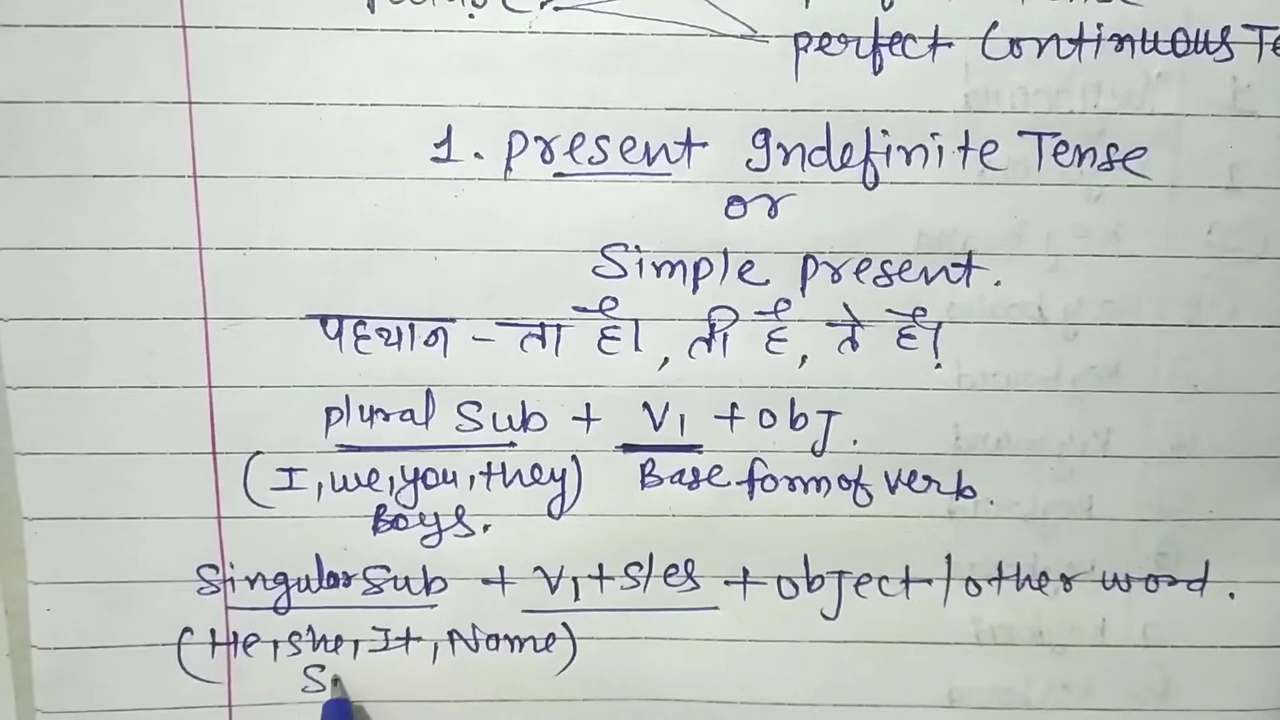 perfect Continuous Te
1. present Indefinite Tense
or
Simple present.
पहचान - ता है। , ती है, ते हैं।
plural Sub + V1 + obj.
(I, we, you, they) Base form of verb.
Boys.
Singular Sub + V1 + s/es + object / other word.
(He, she, It, Name)
S